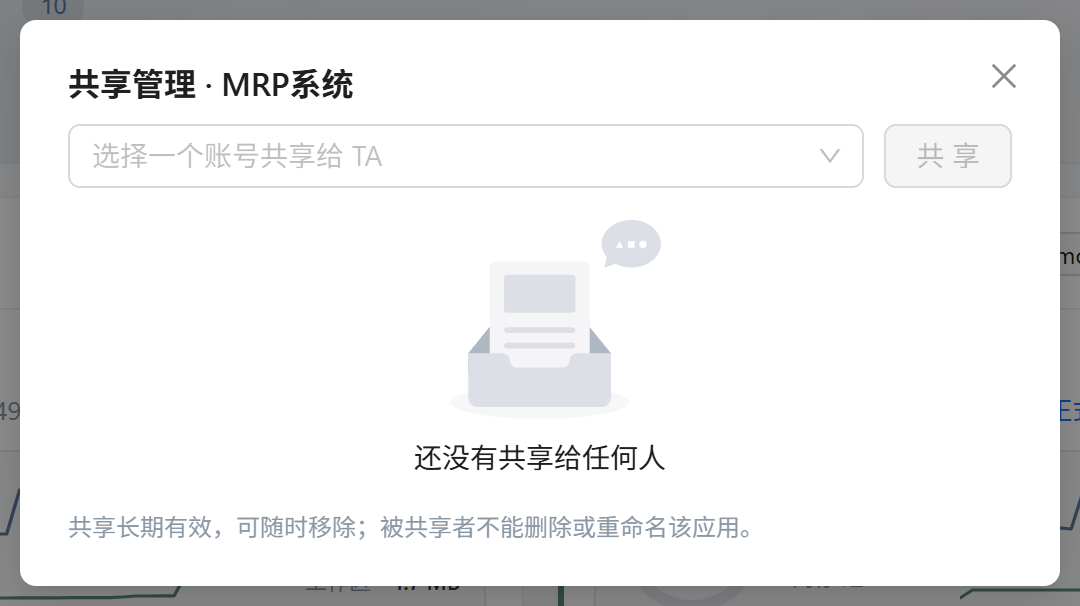 10
共享管理 · MRP系统
选择一个账号共享给 TA
共 享
49
还没有共享给任何人
共享长期有效，可随时移除；被共享者不能删除或重命名该应用。